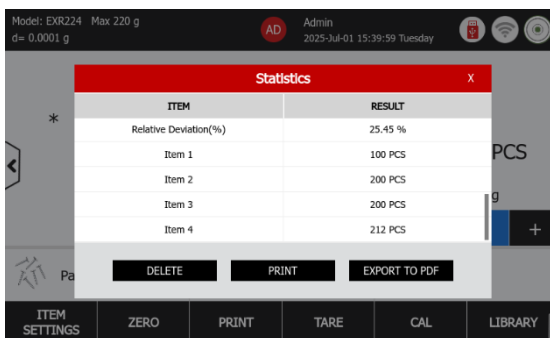 Model: EXR224 Max 220 g
d= 0.0001 g
AD
Admin
2025-Jul-01 15:39:59 Tuesday
Statistics X
ITEM RESULT
Relative Deviation(%) 25.45 %
Item 1 100 PCS
Item 2 200 PCS
Item 3 200 PCS
Item 4 212 PCS
DELETE PRINT EXPORT TO PDF
*
PCS
g
+
Pa
ITEM SETTINGS ZERO PRINT TARE CAL LIBRARY